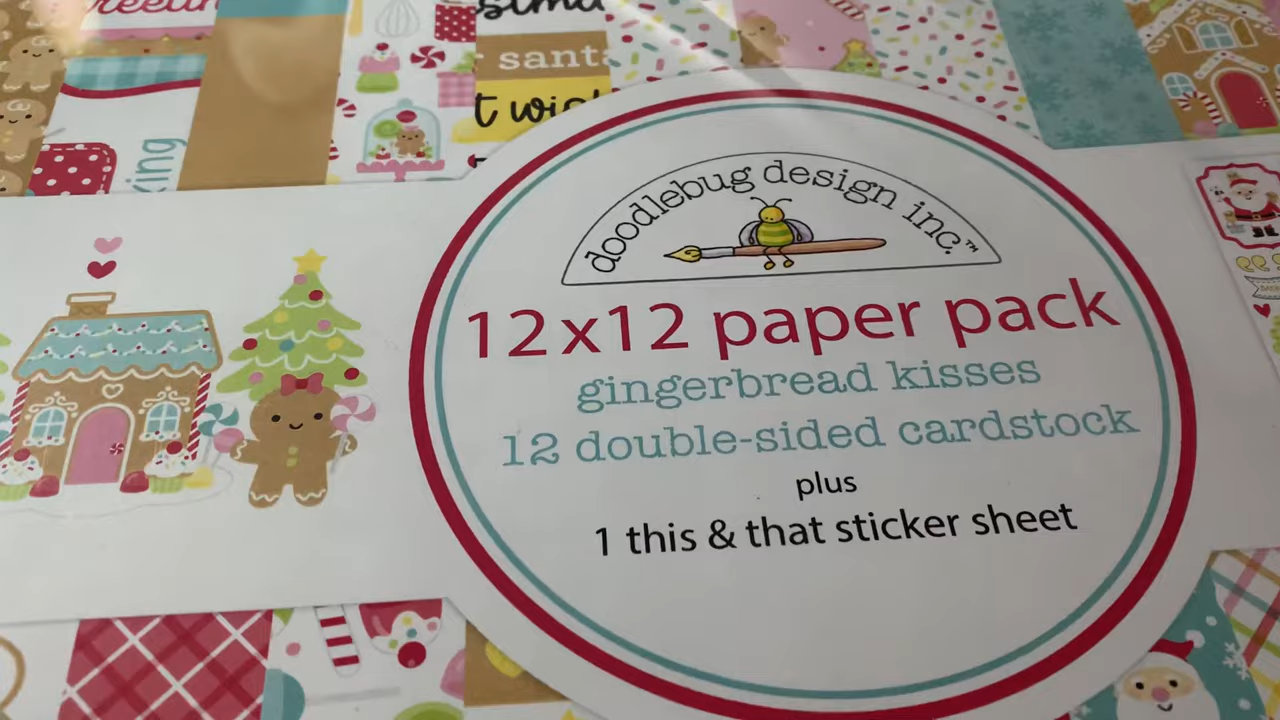 santa
doodlebug design inc.™
12x12 paper pack
gingerbread kisses
12 double-sided cardstock
plus
1 this & that sticker sheet